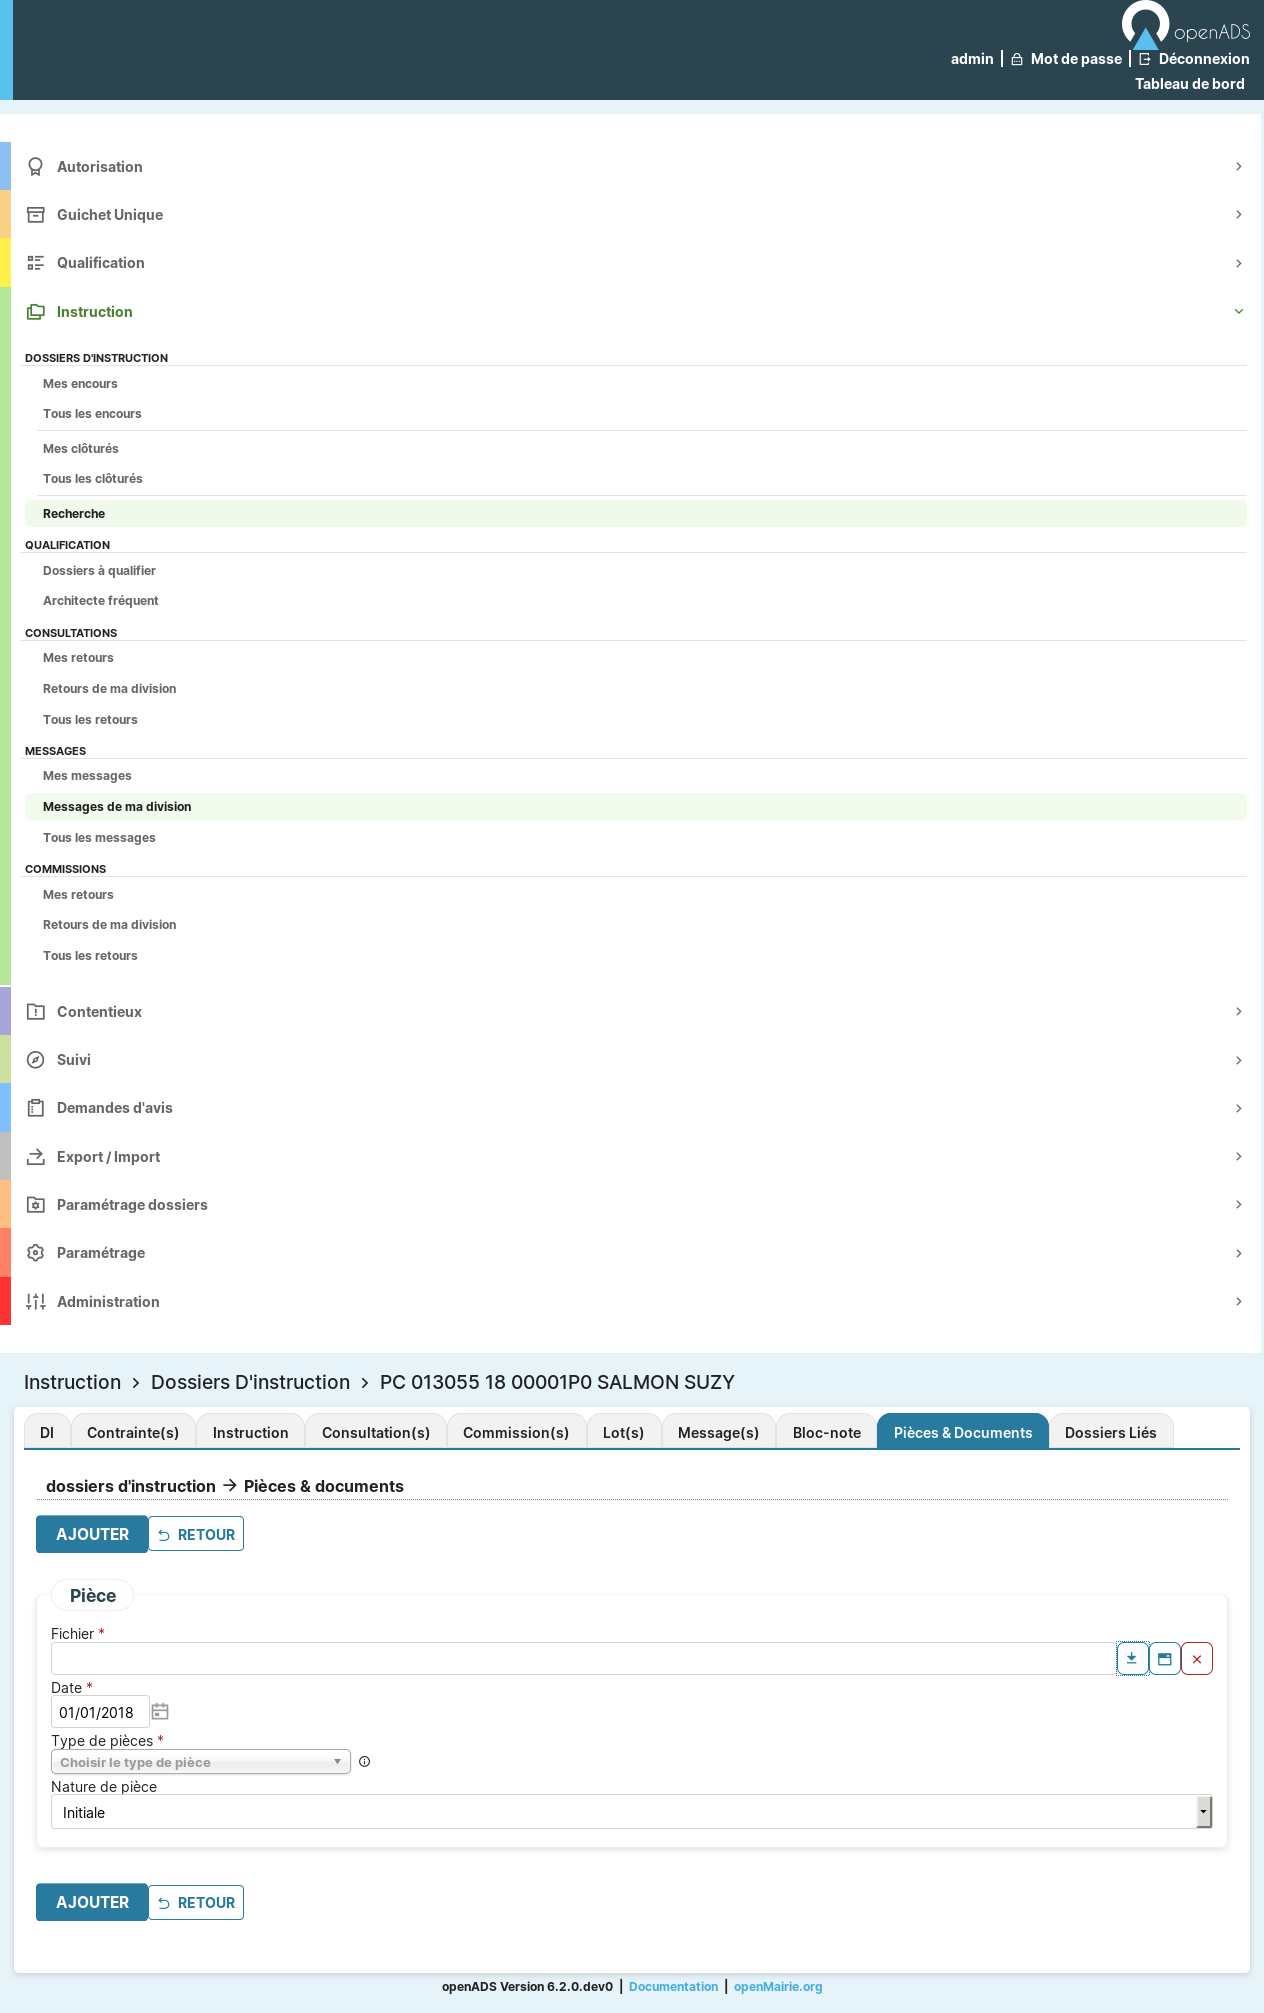 openADS
admin | Mot de passe | Déconnexion
Tableau de bord
Autorisation
Guichet Unique
Qualification
Instruction
DOSSIERS D'INSTRUCTION
Mes encours
Tous les encours
Mes clôturés
Tous les clôturés
Recherche
QUALIFICATION
Dossiers à qualifier
Architecte fréquent
CONSULTATIONS
Mes retours
Retours de ma division
Tous les retours
MESSAGES
Mes messages
Messages de ma division
Tous les messages
COMMISSIONS
Mes retours
Retours de ma division
Tous les retours
Contentieux
Suivi
Demandes d'avis
Export / Import
Paramétrage dossiers
Paramétrage
Administration
Instruction > Dossiers D'instruction > PC 013055 18 00001P0 SALMON SUZY
DI Contrainte(s) Instruction Consultation(s) Commission(s) Lot(s) Message(s) Bloc-note Pièces & Documents Dossiers Liés
dossiers d'instruction → Pièces & documents
AJOUTER RETOUR
Pièce
Fichier *
Date *
01/01/2018
Type de pièces *
Choisir le type de pièce
Nature de pièce
Initiale
AJOUTER RETOUR
openADS Version 6.2.0.dev0 | Documentation | openMairie.org